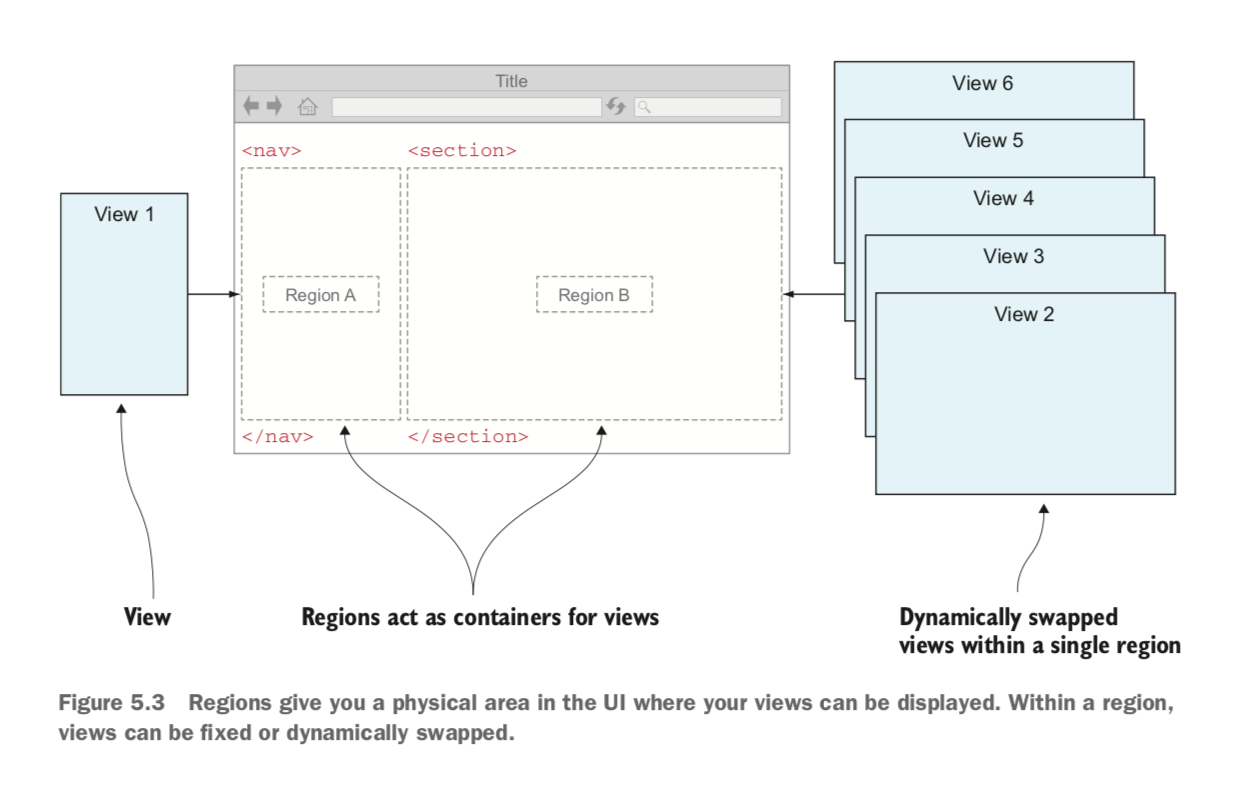 Title
View 6
View 5
View 4
View 3
View 2
View 1
<nav>
<section>
Region A
Region B
</nav>
</section>
View
Regions act as containers for views
Dynamically swapped
views within a single region
Figure 5.3 Regions give you a physical area in the UI where your views can be displayed. Within a region,
views can be fixed or dynamically swapped.